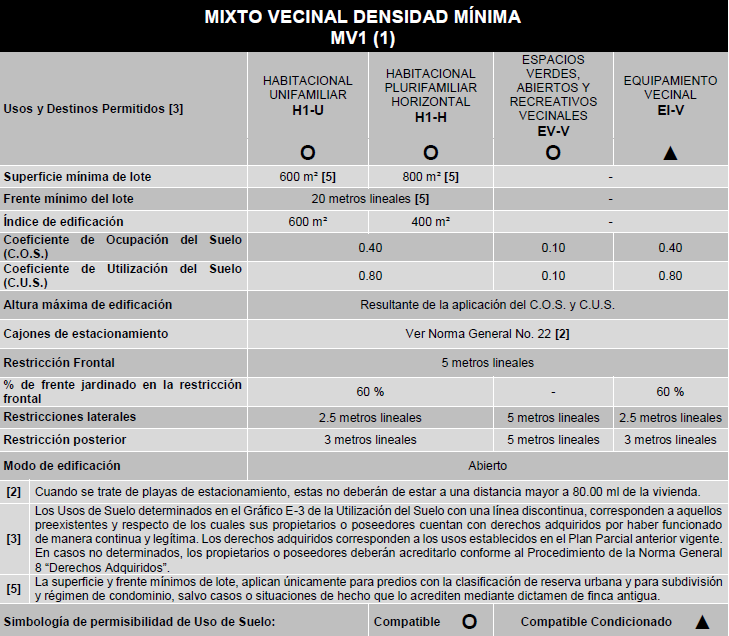 MIXTO VECINAL DENSIDAD MÍNIMA
MV1 (1)
Usos y Destinos Permitidos [3]
HABITACIONAL
UNIFAMILIAR
H1-U
O
HABITACIONAL
PLURIFAMILIAR
HORIZONTAL
H1-H
O
ESPACIOS
VERDES,
ABIERTOS Y
RECREATIVOS
VECINALES
EV-V
O
EQUIPAMIENTO
VECINAL
EI-V
▲
Superficie mínima de lote 600 m² [5] 800 m² [5] -
Frente mínimo del lote 20 metros lineales [5] -
Índice de edificación 600 m² 400 m² -
Coeficiente de Ocupación del Suelo
(C.O.S.)
0.40 0.10 0.40
Coeficiente de Utilización del Suelo
(C.U.S.)
0.80 0.10 0.80
Altura máxima de edificación Resultante de la aplicación del C.O.S. y C.U.S.
Cajones de estacionamiento Ver Norma General No. 22 [2]
Restricción Frontal 5 metros lineales
% de frente jardinado en la restricción
frontal
60 % - 60 %
Restricciones laterales 2.5 metros lineales 5 metros lineales 2.5 metros lineales
Restricción posterior 3 metros lineales 5 metros lineales 3 metros lineales
Modo de edificación Abierto
[2] Cuando se trate de playas de estacionamiento, estas no deberán de estar a una distancia mayor a 80.00 ml de la vivienda.
[3] Los Usos de Suelo determinados en el Gráfico E-3 de la Utilización del Suelo con una línea discontinua, corresponden a aquellos
preexistentes y respecto de los cuales sus propietarios o poseedores cuentan con derechos adquiridos por haber funcionado
de manera continua y legítima. Los derechos adquiridos corresponden a los usos establecidos en el Plan Parcial anterior vigente.
En casos no determinados, los propietarios o poseedores deberán acreditarlo conforme al Procedimiento de la Norma General
8 “Derechos Adquiridos”.
[5] La superficie y frente mínimos de lote, aplican únicamente para predios con la clasificación de reserva urbana y para subdivisión
y régimen de condominio, salvo casos o situaciones de hecho que lo acrediten mediante dictamen de finca antigua.
Simbología de permisibilidad de Uso de Suelo: Compatible O Compatible Condicionado ▲